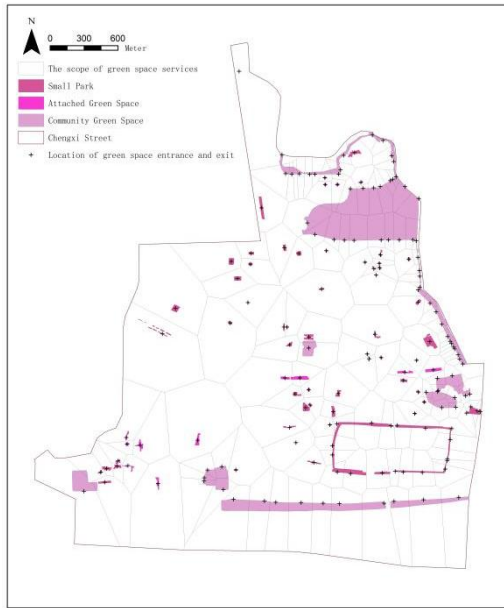 N
0 300 600
Meter
The scope of green space services
Small Park
Attached Green Space
Community Green Space
Chengxi Street
Location of green space entrance and exit